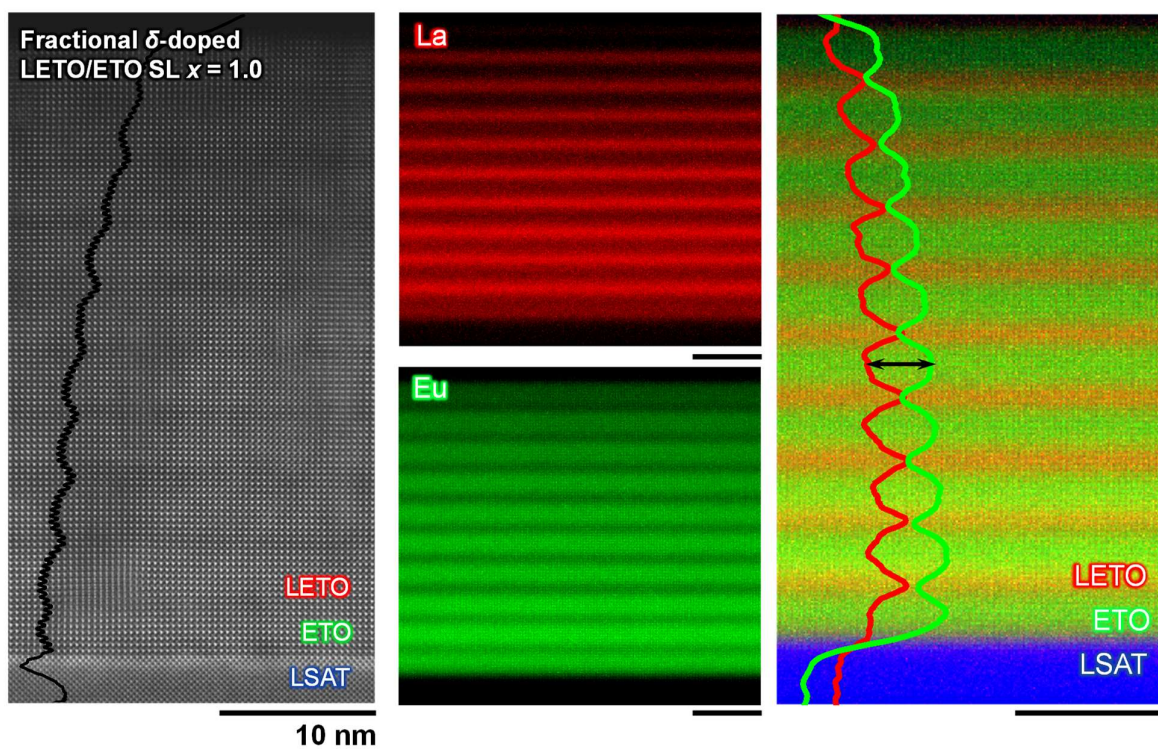 Fractional δ-doped
LETO/ETO SL x = 1.0
LETO
ETO
LSAT
10 nm
La
Eu
LETO
ETO
LSAT